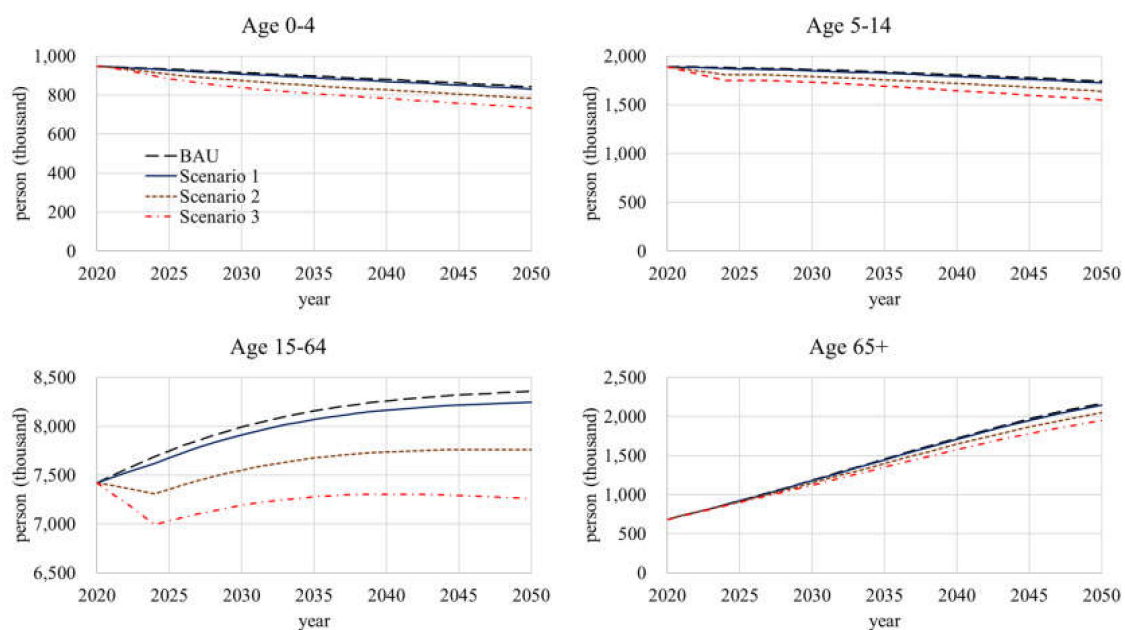 Age 0-4
person (thousand)
1,000
800
600
400
200
0
BAU
Scenario 1
Scenario 2
Scenario 3
2020 2025 2030 2035 2040 2045 2050
year
Age 5-14
person (thousand)
2,000
1,500
1,000
500
0
2020 2025 2030 2035 2040 2045 2050
year
Age 15-64
person (thousand)
8,500
8,000
7,500
7,000
6,500
2020 2025 2030 2035 2040 2045 2050
year
Age 65+
person (thousand)
2,500
2,000
1,500
1,000
500
0
2020 2025 2030 2035 2040 2045 2050
year